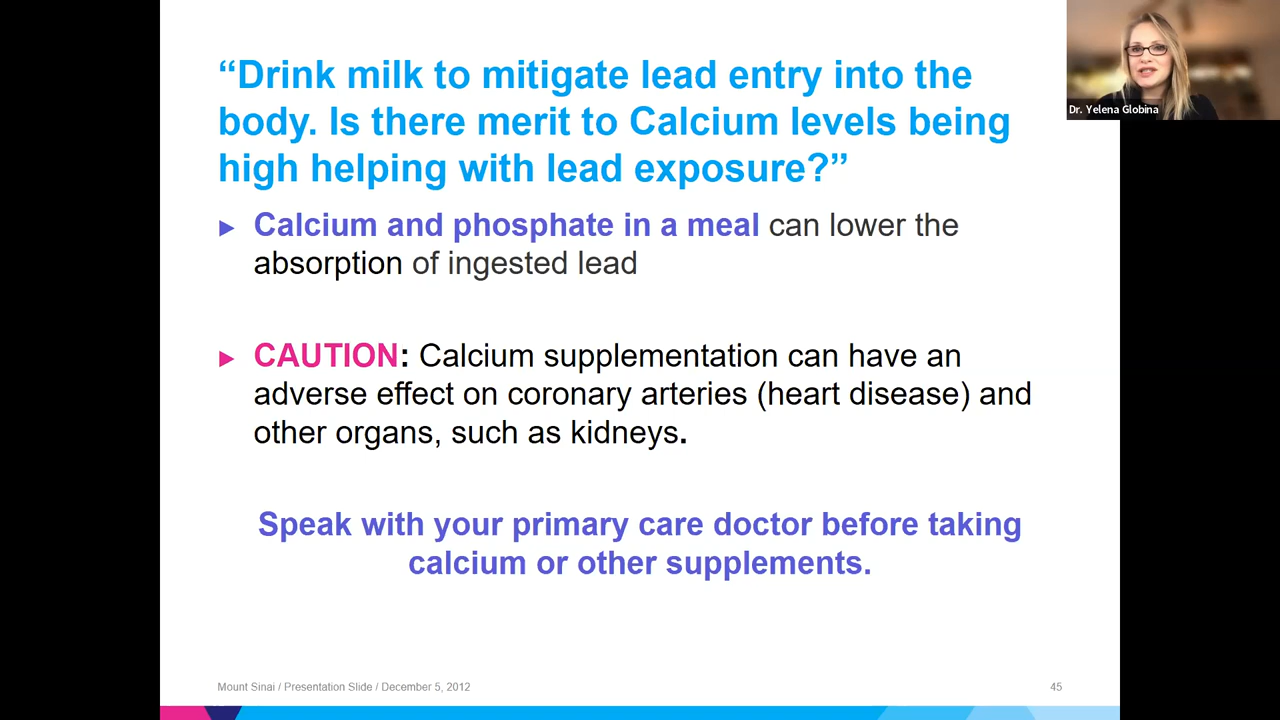 “Drink milk to mitigate lead entry into the
body. Is there merit to Calcium levels being
high helping with lead exposure?”
Calcium and phosphate in a meal can lower the
absorption of ingested lead
CAUTION: Calcium supplementation can have an
adverse effect on coronary arteries (heart disease) and
other organs, such as kidneys.
Speak with your primary care doctor before taking
calcium or other supplements.
Mount Sinai / Presentation Slide / December 5, 2012
45
Dr. Yelena Globina